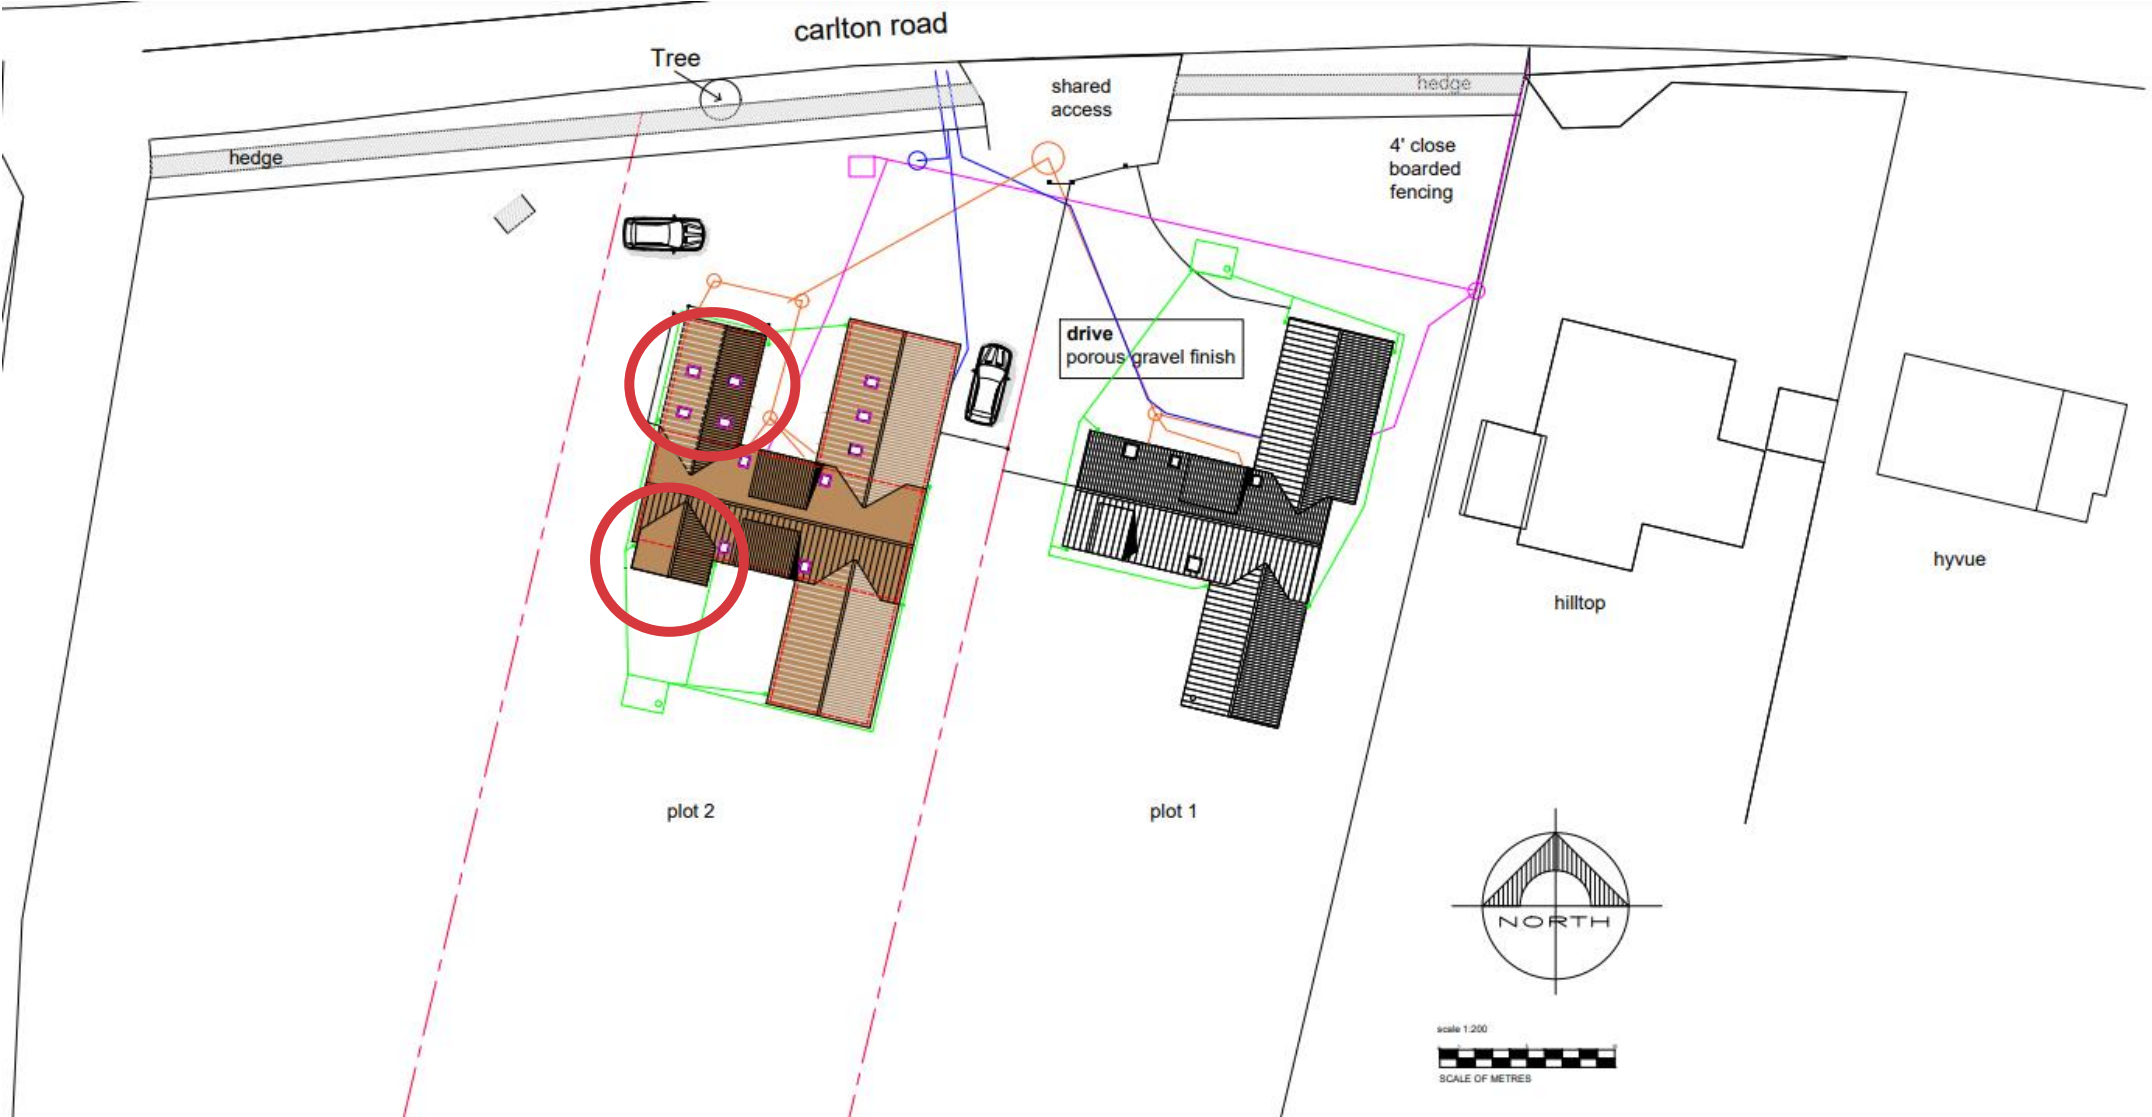 carlton road
Tree
shared
access
hedge
hedge
4' close
boarded
fencing
drive
porous gravel finish
hyvue
hilltop
plot 2
plot 1
NORTH
scale 1:200
SCALE OF METRES